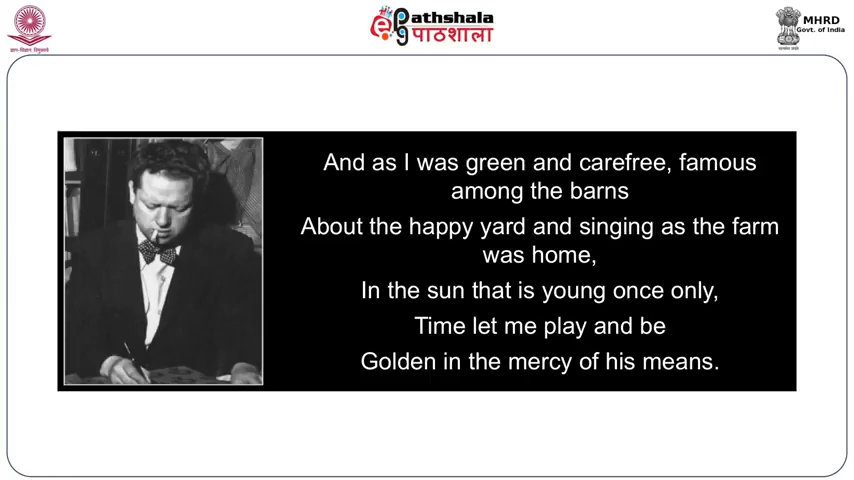 ePathshala
पाठशाला
MHRD
Govt. of India
And as I was green and carefree, famous
among the barns
About the happy yard and singing as the farm
was home,
In the sun that is young once only,
Time let me play and be
Golden in the mercy of his means.